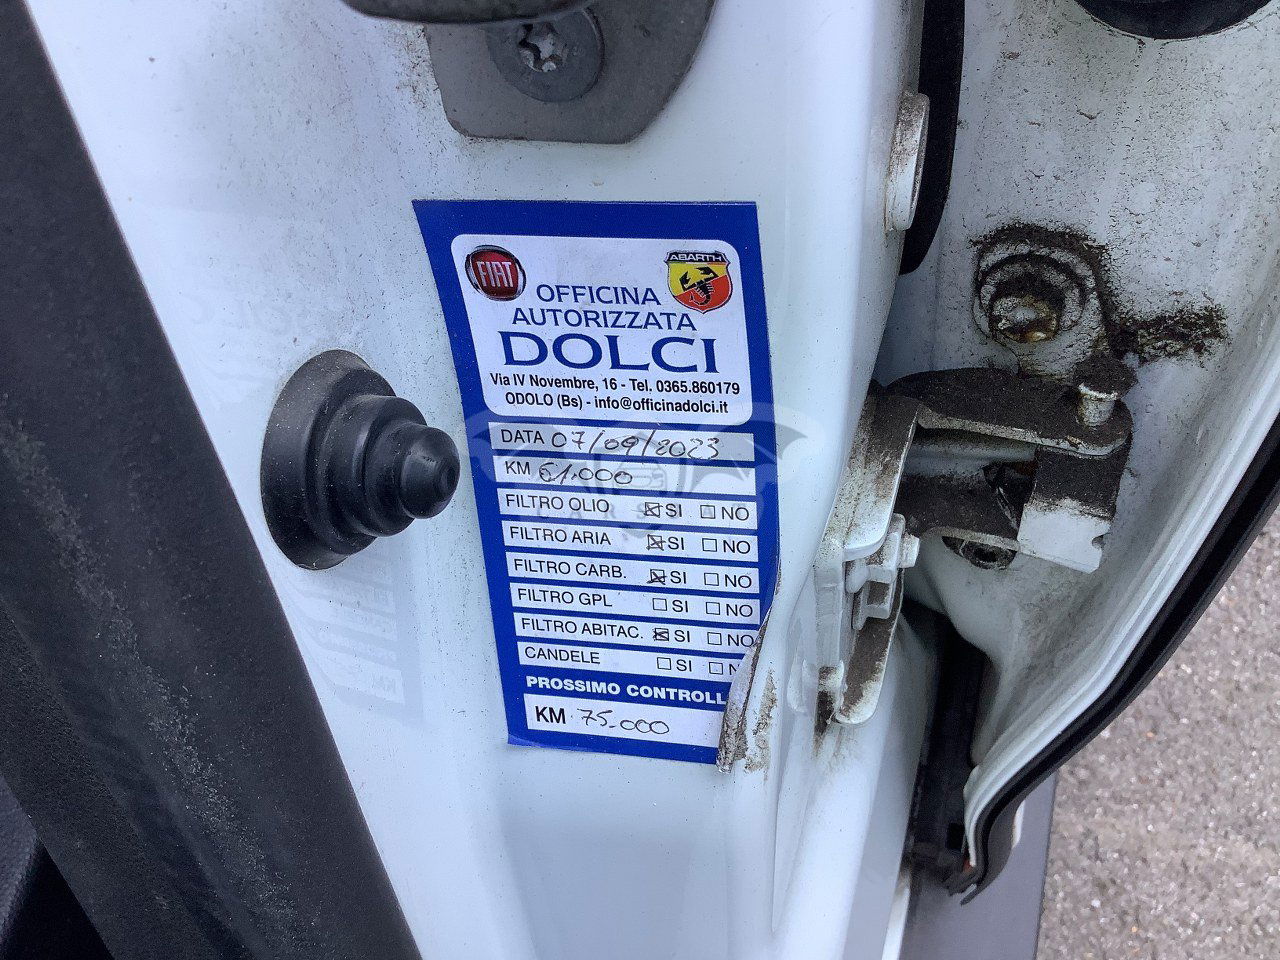 FIAT
ABARTH
OFFICINA
AUTORIZZATA
DOLCI
Via IV Novembre, 16 - Tel. 0365.860179
ODOLO (Bs) - info@officinadolci.it
DATA 07/09/2023
KM 61.000
FILTRO OLIO ☒ SI ☐ NO
FILTRO ARIA ☒ SI ☐ NO
FILTRO CARB. ☒ SI ☐ NO
FILTRO GPL ☐ SI ☐ NO
FILTRO ABITAC. ☒ SI ☐ NO
CANDELE ☐ SI ☐ N
PROSSIMO CONTROLL
KM 75.000